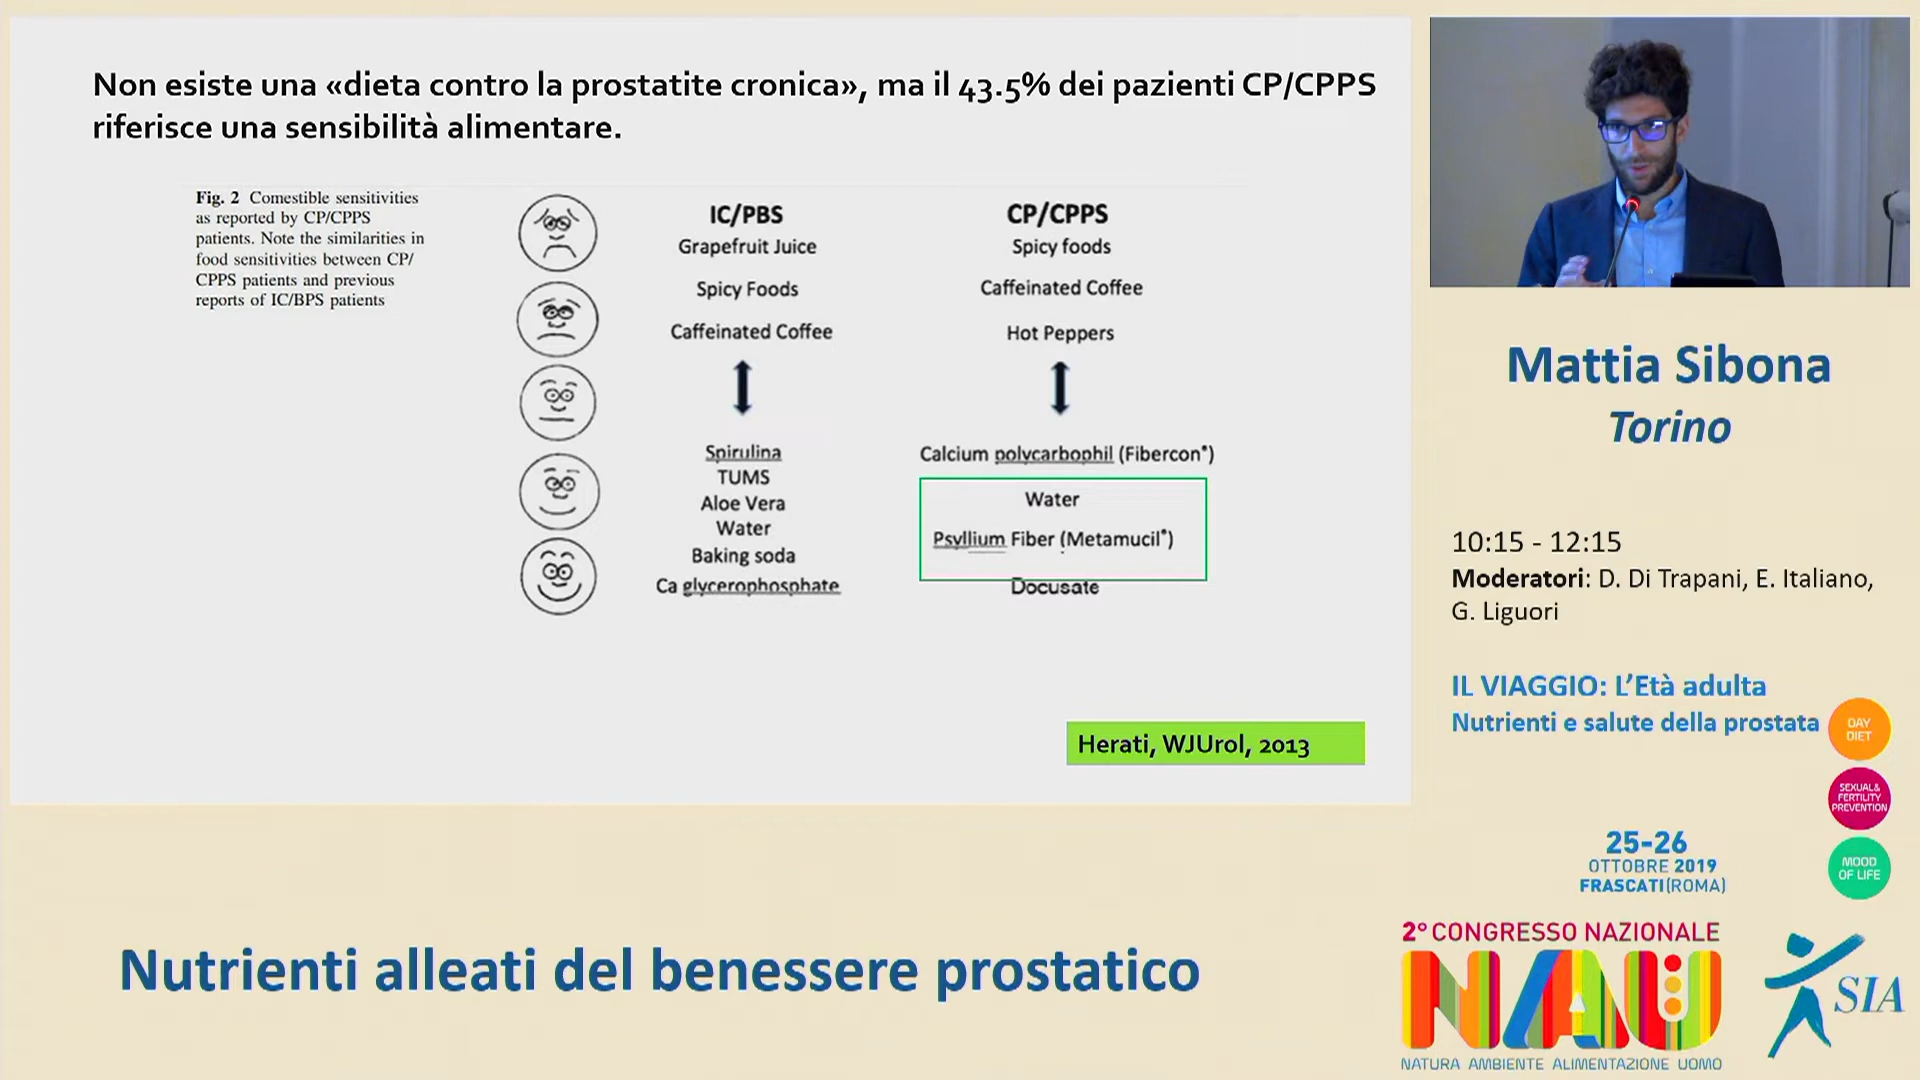 Non esiste una «dieta contro la prostatite cronica», ma il 43.5% dei pazienti CP/CPPS
riferisce una sensibilità alimentare.
Fig. 2 Comestible sensitivities
as reported by CP/CPPS
patients. Note the similarities in
food sensitivities between CP/
CPPS patients and previous
reports of IC/BPS patients
IC/PBS
Grapefruit Juice
Spicy Foods
Caffeinated Coffee
Spirulina
TUMS
Aloe Vera
Water
Baking soda
Ca glycerophosphate
CP/CPPS
Spicy foods
Caffeinated Coffee
Hot Peppers
Calcium polycarbophil (Fibercon®)
Water
Psyllium Fiber (Metamucil®)
Docusate
Herati, WJUrol, 2013
Mattia Sibona
Torino
10:15 - 12:15
Moderatori: D. Di Trapani, E. Italiano,
G. Liguori
IL VIAGGIO: L'Età adulta
Nutrienti e salute della prostata
DAY
DIET
SEXUAL&
FERTILITY
PREVENTION
MOOD
OF LIFE
25-26
OTTOBRE 2019
FRASCATI (ROMA)
2° CONGRESSO NAZIONALE
NAU
NATURA AMBIENTE ALIMENTAZIONE UOMO
SIA
Nutrienti alleati del benessere prostatico